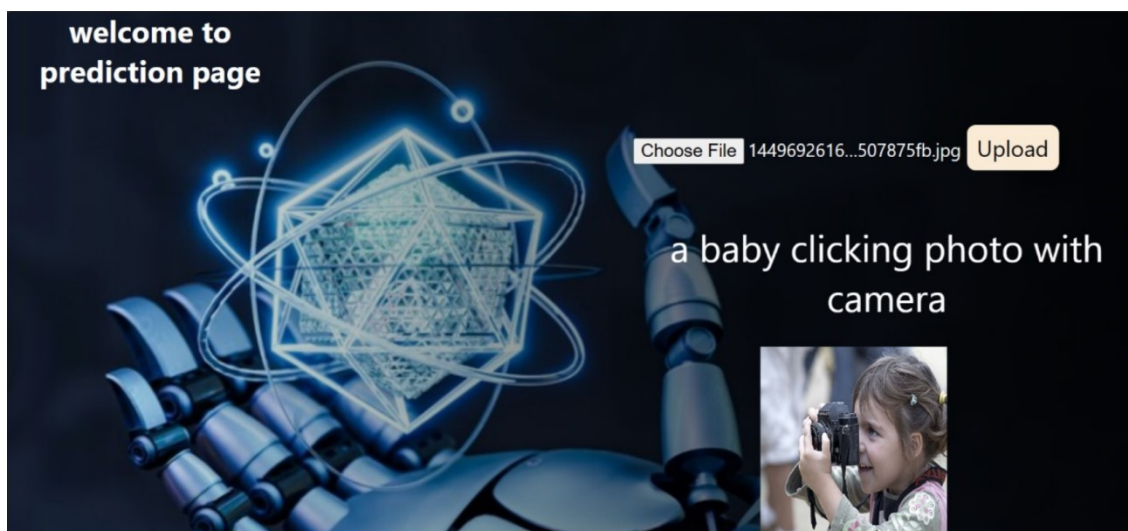 welcome to
prediction page
Choose File 1449692616...507875fb.jpg Upload
a baby clicking photo with
camera